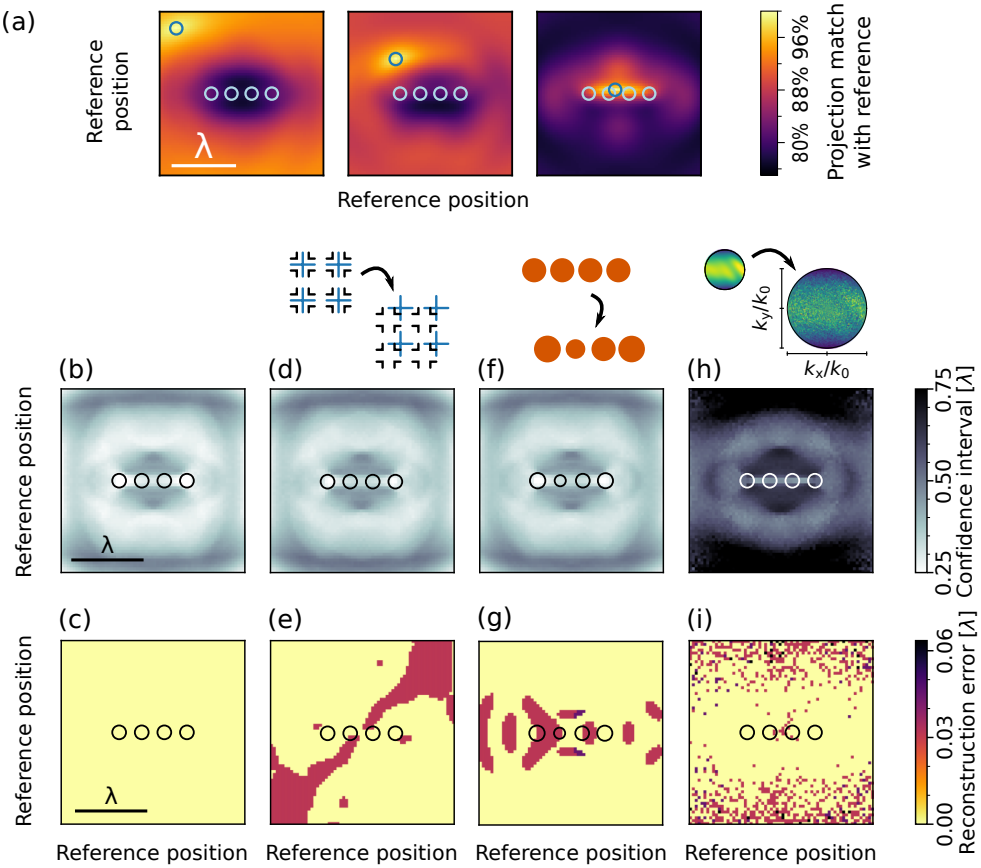 (a)
Reference
position
λ
Reference position
80% 88% 96%
Projection match
with reference
k_y/k_0
k_x/k_0
(b)
(d)
(f)
(h)
Reference position
λ
0.25 0.50 0.75
Confidence interval [λ]
(c)
(e)
(g)
(i)
Reference position
λ
0.00 0.03 0.06
Reconstruction error [λ]
Reference position
Reference position
Reference position
Reference position